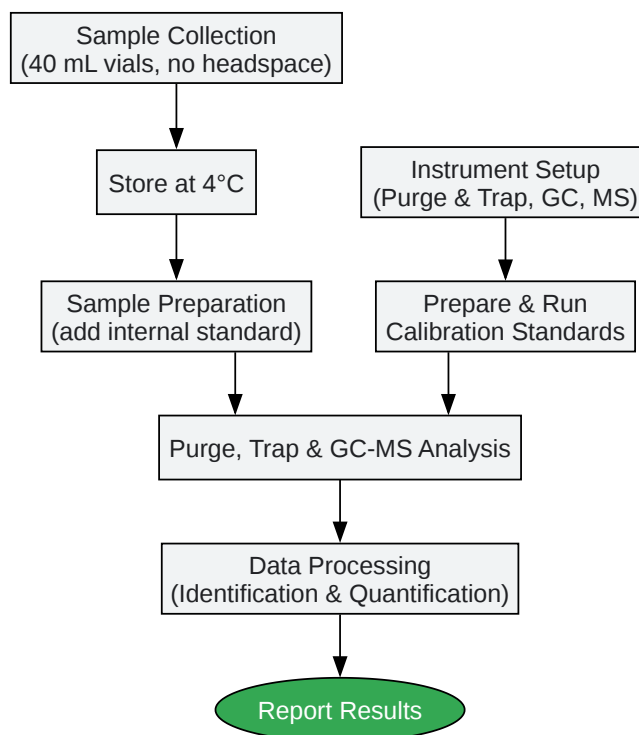 Sample Collection
(40 mL vials, no headspace)
Store at 4°C
Instrument Setup
(Purge & Trap, GC, MS)
Sample Preparation
(add internal standard)
Prepare & Run
Calibration Standards
Purge, Trap & GC-MS Analysis
Data Processing
(Identification & Quantification)
Report Results